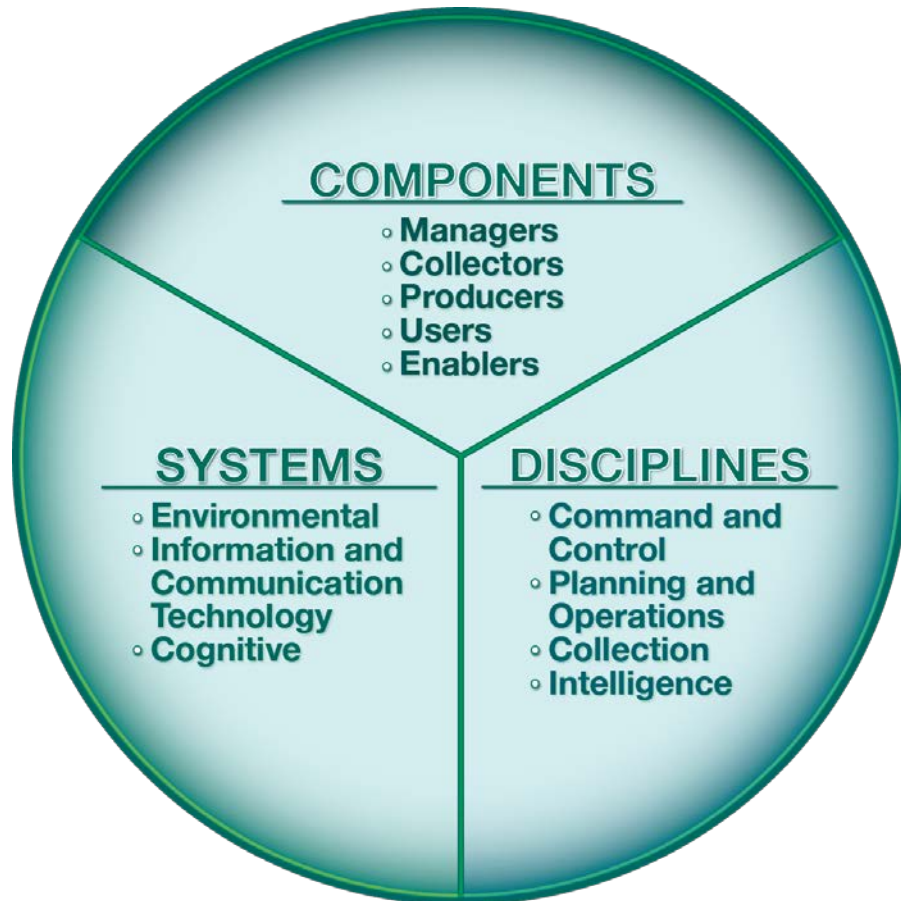 COMPONENTS
◦ Managers
◦ Collectors
◦ Producers
◦ Users
◦ Enablers
SYSTEMS
◦ Environmental
◦ Information and
Communication
Technology
◦ Cognitive
DISCIPLINES
◦ Command and
Control
◦ Planning and
Operations
◦ Collection
◦ Intelligence